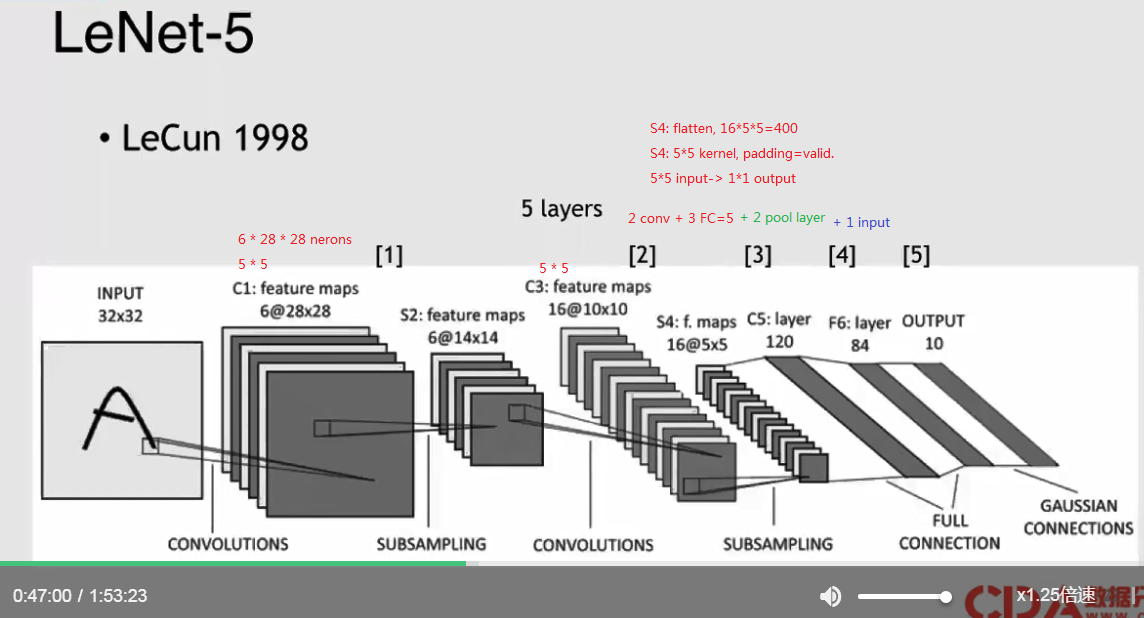 LeNet-5
• LeCun 1998
S4: flatten, 16*5*5=400
S4: 5*5 kernel, padding=valid.
5*5 input-> 1*1 output
5 layers
2 conv + 3 FC=5 + 2 pool layer + 1 input
6 * 28 * 28 nerons
5 * 5
[1]
5 * 5
[2]
[3]
[4]
[5]
INPUT
32x32
C1: feature maps
6@28x28
S2: feature maps
6@14x14
C3: feature maps
16@10x10
S4: f. maps
16@5x5
C5: layer
120
F6: layer
84
OUTPUT
10
CONVOLUTIONS
SUBSAMPLING
CONVOLUTIONS
SUBSAMPLING
FULL
CONNECTION
GAUSSIAN
CONNECTIONS
0:47:00 / 1:53:23
x1.25倍速
CDA数据
www.